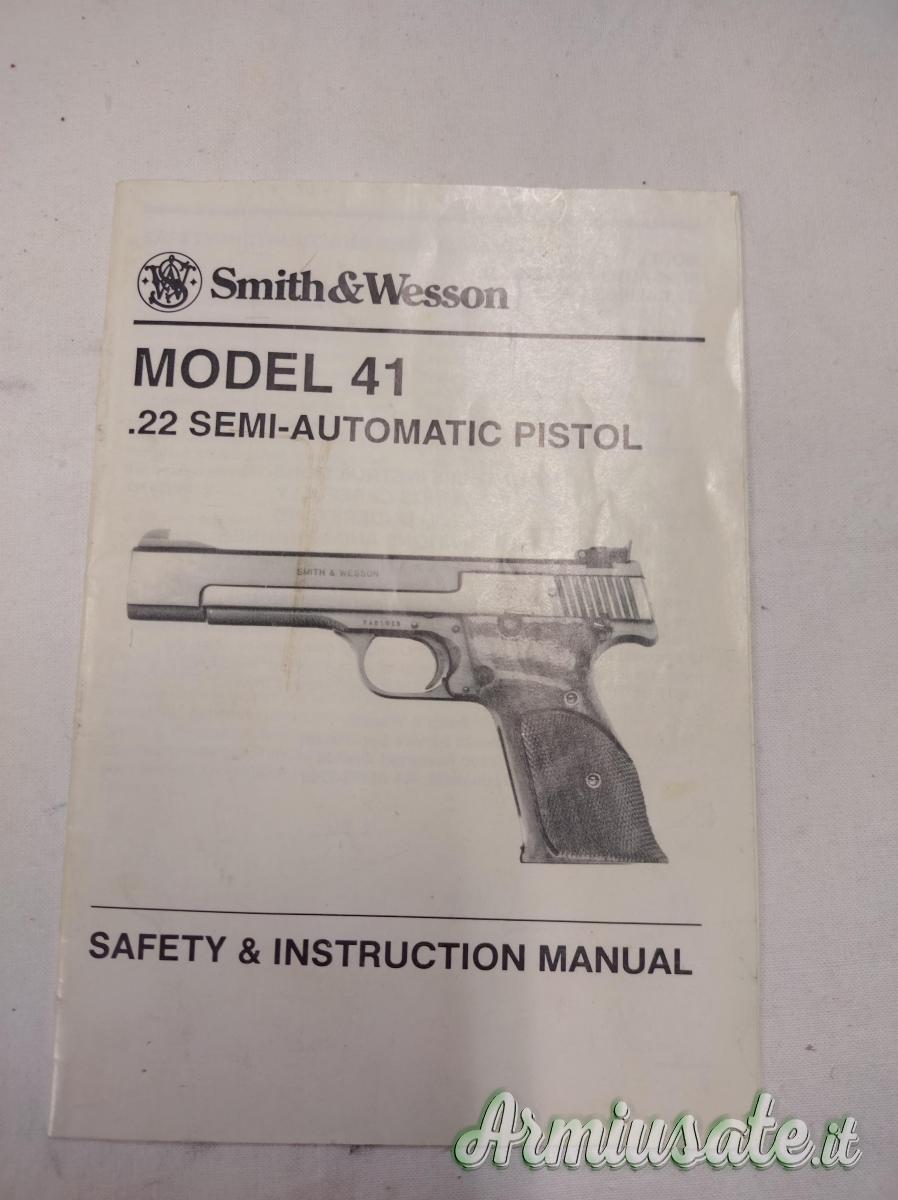 Smith&Wesson
MODEL 41
.22 SEMI-AUTOMATIC PISTOL
SMITH & WESSON
SAFETY & INSTRUCTION MANUAL
Armiusate.it